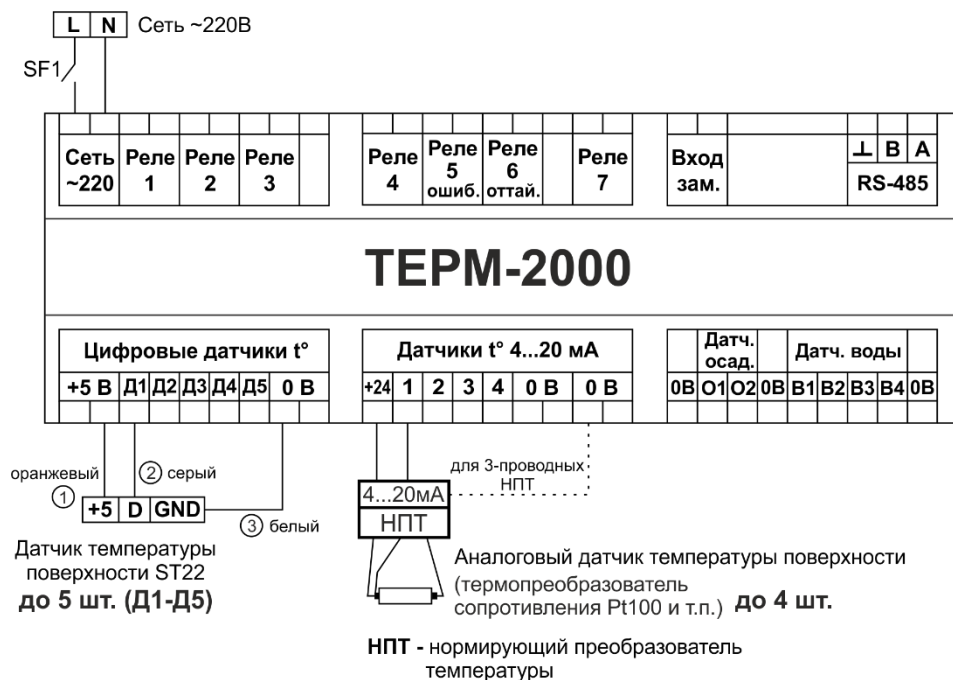 L N Сеть ~220В
SF1
Сеть ~220
Реле 1
Реле 2
Реле 3
Реле 4
Реле 5 ошиб.
Реле 6 оттай.
Реле 7
Вход зам.
⊥ B A
RS-485
ТЕРМ-2000
Цифровые датчики t°
+5 В Д1 Д2 Д3 Д4 Д5 0 В
Датчики t° 4...20 мА
+24 1 2 3 4 0 В 0 В
Датч. осад.
Датч. воды
0В О1 О2 0В В1 В2 В3 В4 0В
оранжевый
1
2 серый
+5 D GND
3 белый
Датчик температуры
поверхности ST22
до 5 шт. (Д1-Д5)
для 3-проводных
НПТ
4...20мА
НПТ
Аналоговый датчик температуры поверхности
(термопреобразователь
сопротивления Pt100 и т.п.) до 4 шт.
НПТ - нормирующий преобразователь
температуры